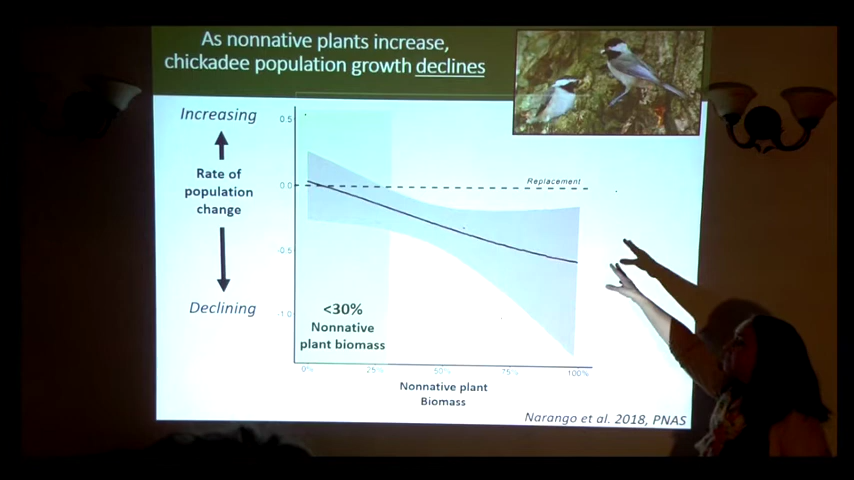 As nonnative plants increase,
chickadee population growth declines
Increasing
Rate of
population
change
Declining
0.5
0.0
-0.5
-1.0
Replacement
<30%
Nonnative
plant biomass
0%
25%
50%
75%
100%
Nonnative plant
Biomass
Narango et al. 2018, PNAS